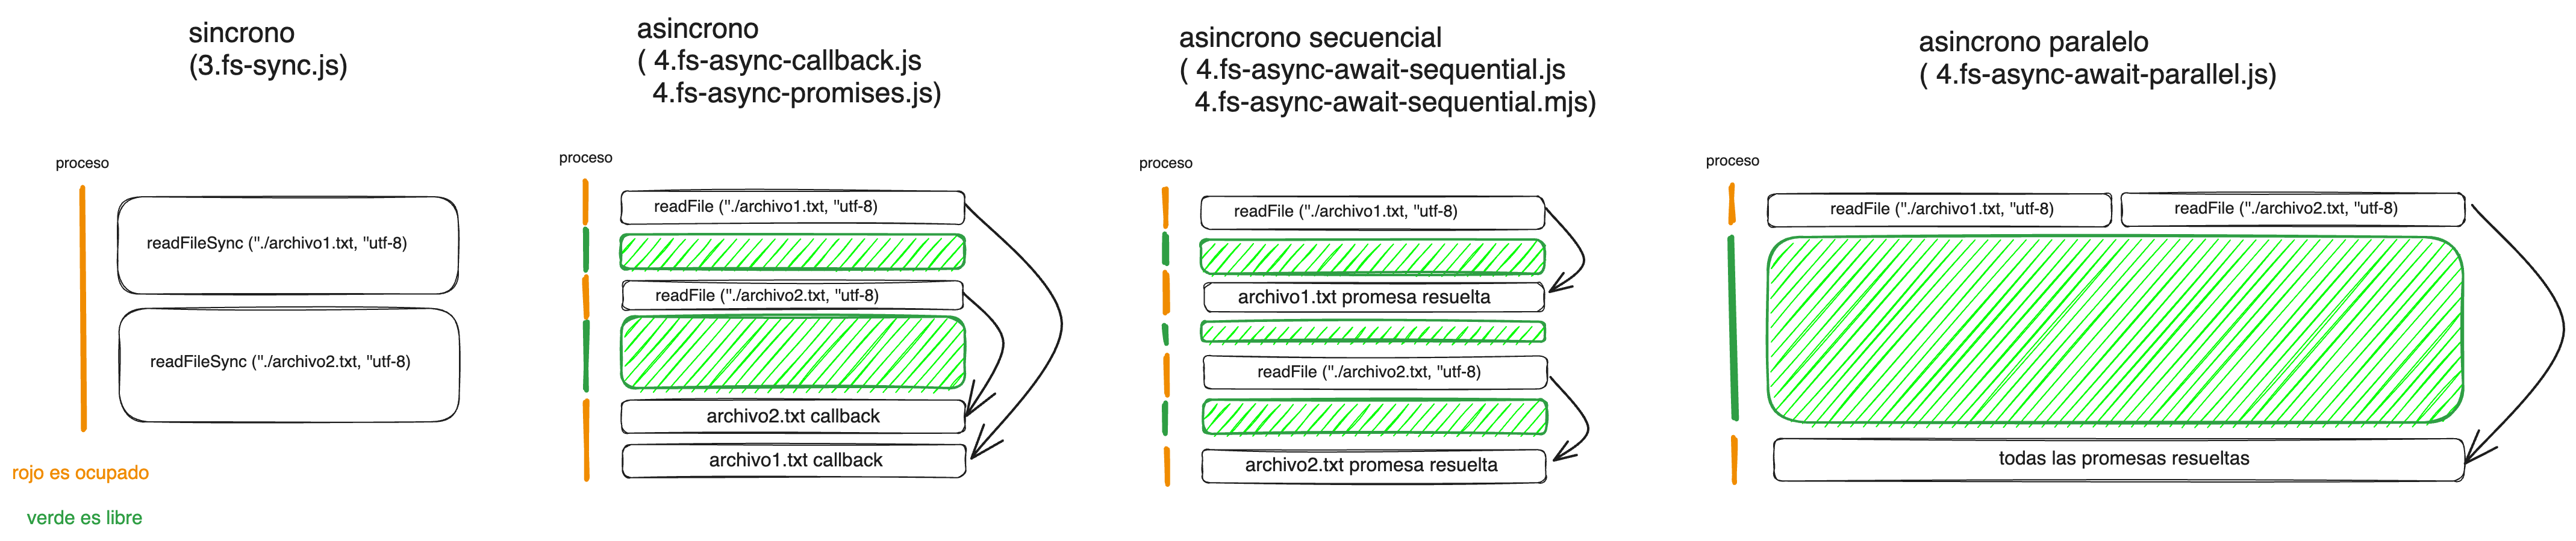 sincrono
(3.fs-sync.js)
proceso
readFileSync ("./archivo1.txt, "utf-8)
readFileSync ("./archivo2.txt, "utf-8)
rojo es ocupado
verde es libre
asincrono
( 4.fs-async-callback.js
4.fs-async-promises.js)
proceso
readFile ("./archivo1.txt, "utf-8)
readFile ("./archivo2.txt, "utf-8)
archivo2.txt callback
archivo1.txt callback
asincrono secuencial
( 4.fs-async-await-sequential.js
4.fs-async-await-sequential.mjs)
proceso
readFile ("./archivo1.txt, "utf-8)
archivo1.txt promesa resuelta
readFile ("./archivo2.txt, "utf-8)
archivo2.txt promesa resuelta
asincrono paralelo
( 4.fs-async-await-parallel.js)
proceso
readFile ("./archivo1.txt, "utf-8)
readFile ("./archivo2.txt, "utf-8)
todas las promesas resueltas